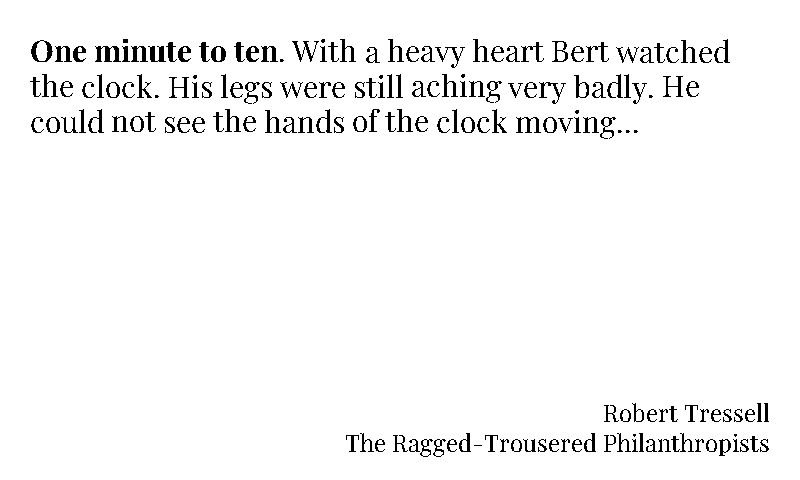 One minute to ten. With a heavy heart Bert watched
the clock. His legs were still aching very badly. He
could not see the hands of the clock moving...
Robert Tressell
The Ragged-Trousered Philanthropists